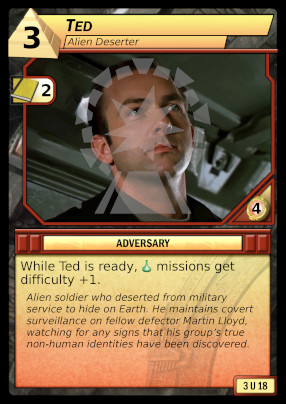 3
TED
Alien Deserter
2
4
ADVERSARY
While Ted is ready, missions get
difficulty +1.
Alien soldier who deserted from military
service to hide on Earth. He maintains covert
surveillance on fellow defector Martin Lloyd,
watching for any signs that his group's true
non-human identities have been discovered.
3 U 18